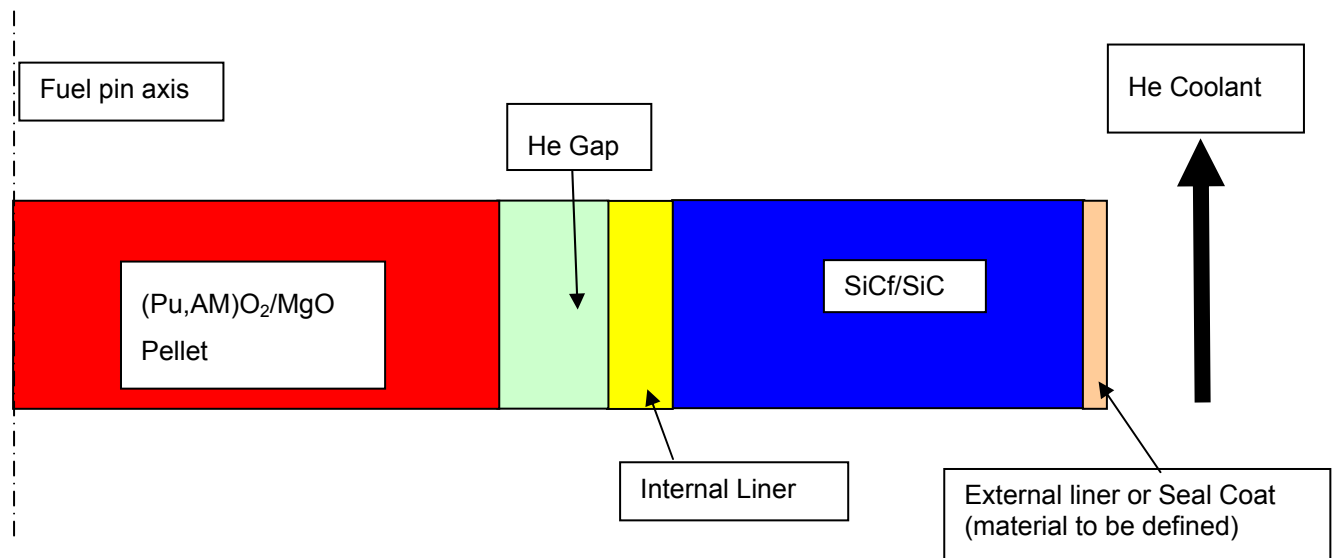 Fuel pin axis
He Coolant
He Gap
(Pu,AM)O₂/MgO
Pellet
SiCf/SiC
Internal Liner
External liner or Seal Coat
(material to be defined)